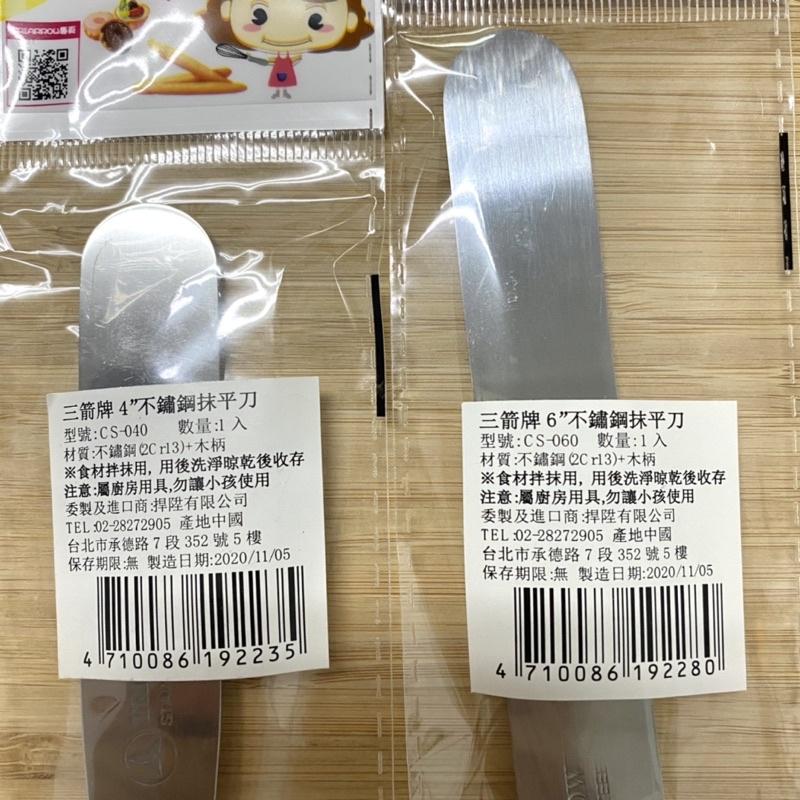 三箭牌 4”不鏽鋼抹平刀
型號:CS-040 數量:1 入
材質:不鏽鋼(2Cr13)+木柄
※食材拌抹用, 用後洗淨晾乾後收存
注意:屬廚房用具,勿讓小孩使用
委製及進口商:捍陞有限公司
TEL:02-28272905 產地中國
台北市承德路 7 段 352 號 5 樓
保存期限:無 製造日期:2020/11/05
4 710086 192235
三箭牌 6”不鏽鋼抹平刀
型號:CS-060 數量:1 入
材質:不鏽鋼(2Cr13)+木柄
※食材拌抹用, 用後洗淨晾乾後收存
注意:屬廚房用具,勿讓小孩使用
委製及進口商:捍陞有限公司
TEL:02-28272905 產地中國
台北市承德路 7 段 352 號 5 樓
保存期限:無 製造日期:2020/11/05
4 710086 192280